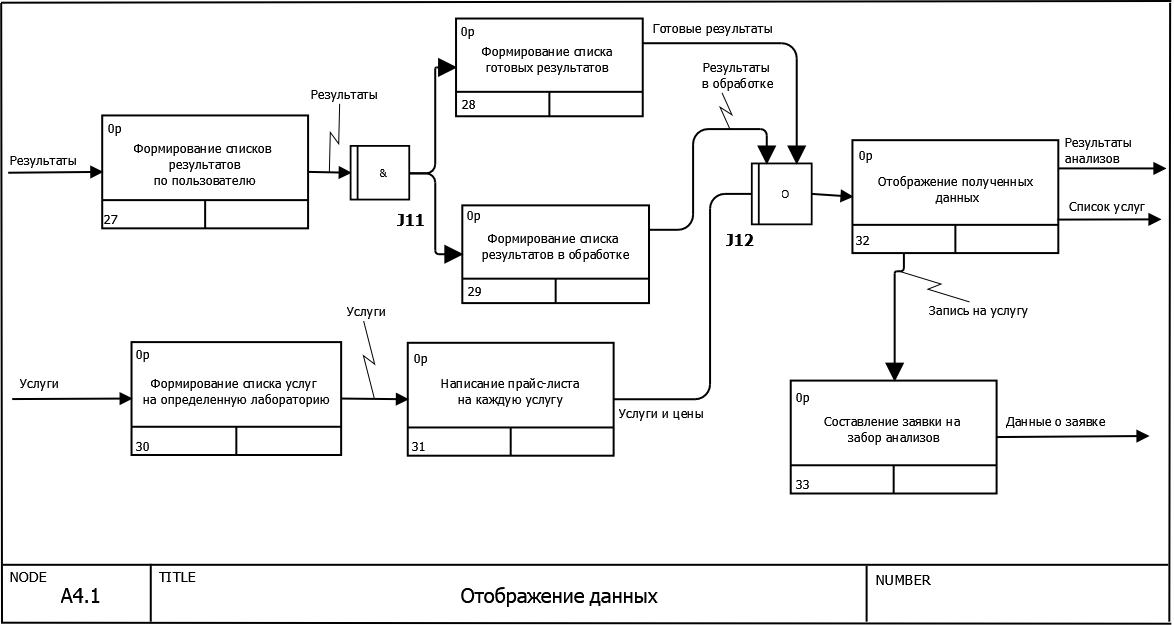 0р
Формирование списка
готовых результатов
28
Готовые результаты
Результаты
в обработке
Результаты
Результаты
0р
Формирование списков
результатов
по пользователю
27
&
J11
0р
Формирование списка
результатов в обработке
29
O
J12
0р
Отображение полученных
данных
32
Результаты
анализов
Список услуг
Запись на услугу
Услуги
Услуги
0р
Формирование списка услуг
на определенную лабораторию
30
0р
Написание прайс-листа
на каждую услугу
31
Услуги и цены
0р
Составление заявки на
забор анализов
33
Данные о заявке
NODE
A4.1
TITLE
Отображение данных
NUMBER